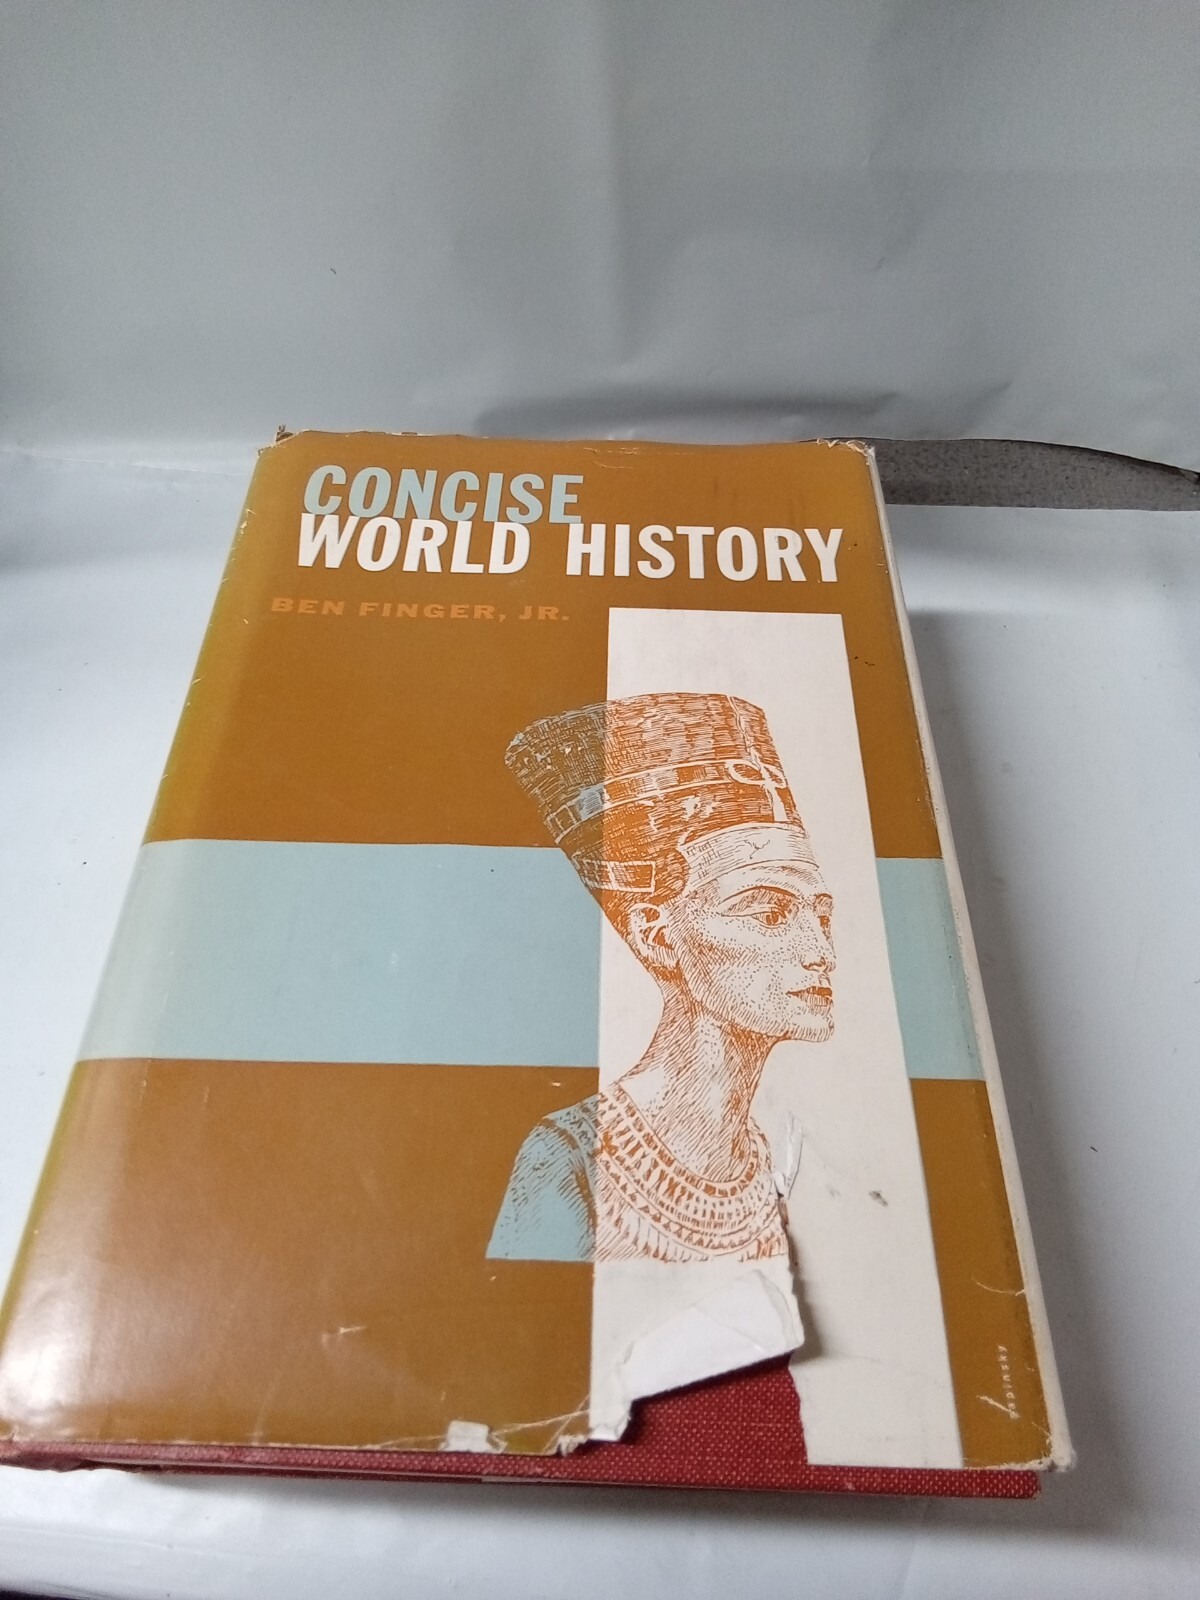 CONCISE
WORLD HISTORY
BEN FINGER, JR.